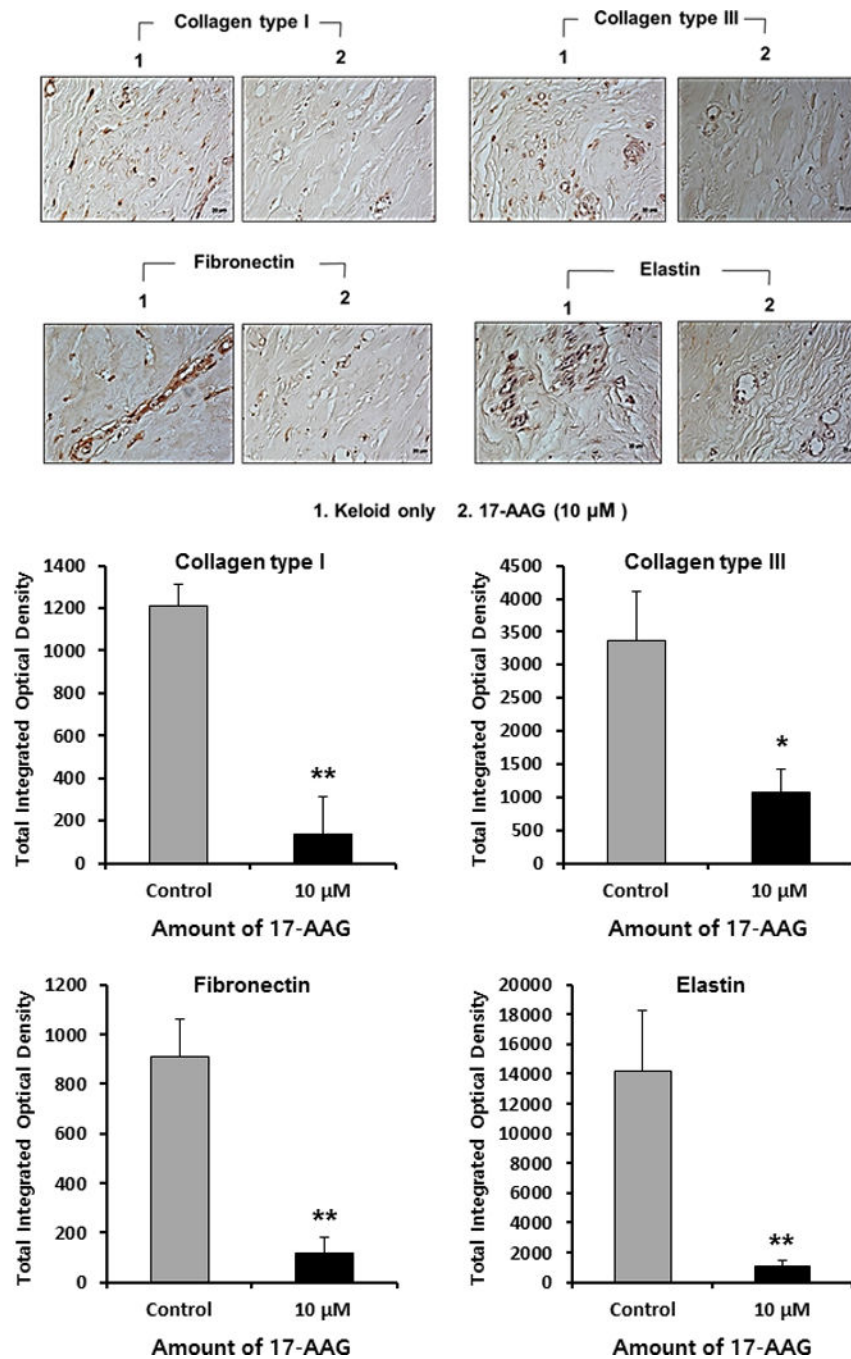 Collagen type I
Collagen type III
1 2
1 2
Fibronectin
Elastin
1 2
1 2
1. Keloid only 2. 17-AAG (10 μM )
Collagen type I
Total Integrated Optical Density
1400
1200
1000
800
600
400
200
0
**
Control 10 μM
Amount of 17-AAG
Collagen type III
Total Integrated Optical Density
4500
4000
3500
3000
2500
2000
1500
1000
500
0
*
Control 10 μM
Amount of 17-AAG
Fibronectin
Total Integrated Optical Density
1200
1000
800
600
400
200
0
**
Control 10 μM
Amount of 17-AAG
Elastin
Total Integrated Optical Density
20000
18000
16000
14000
12000
10000
8000
6000
4000
2000
0
**
Control 10 μM
Amount of 17-AAG